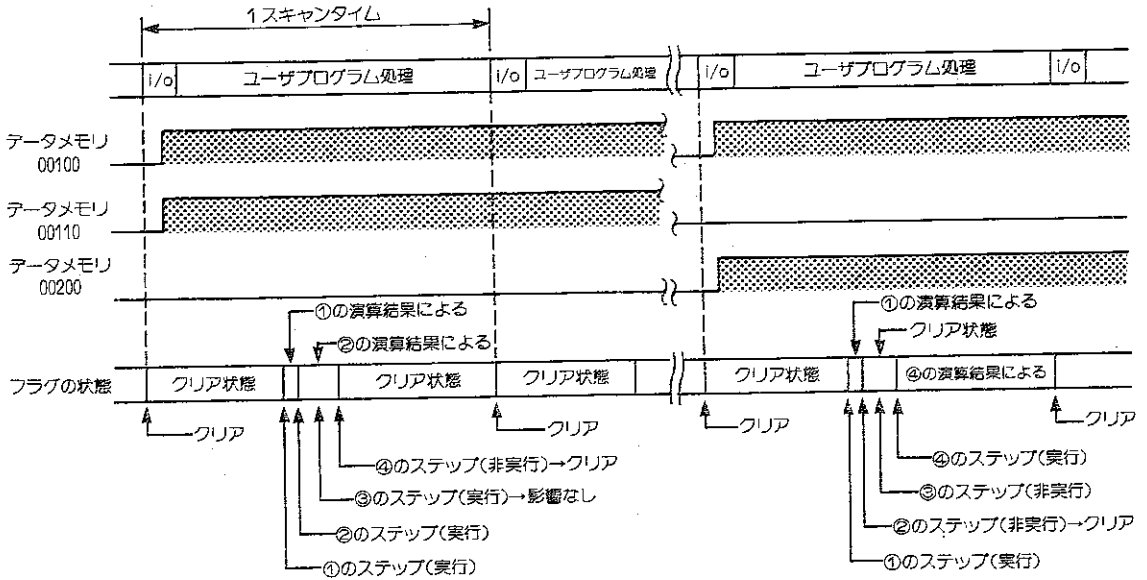 1スキャンタイム
i/o ユーザプログラム処理 i/o ユーザプログラム処理 i/o ユーザプログラム処理 i/o
データメモリ
00100
データメモリ
00110
データメモリ
00200
①の演算結果による
②の演算結果による
①の演算結果による
クリア状態
フラグの状態 クリア状態 クリア状態 クリア状態 クリア状態 ④の演算結果による
クリア クリア クリア クリア
④のステップ(非実行)→クリア
③のステップ(実行)→影響なし
②のステップ(実行)
①のステップ(実行)
④のステップ(実行)
③のステップ(非実行)
②のステップ(非実行)→クリア
①のステップ(実行)